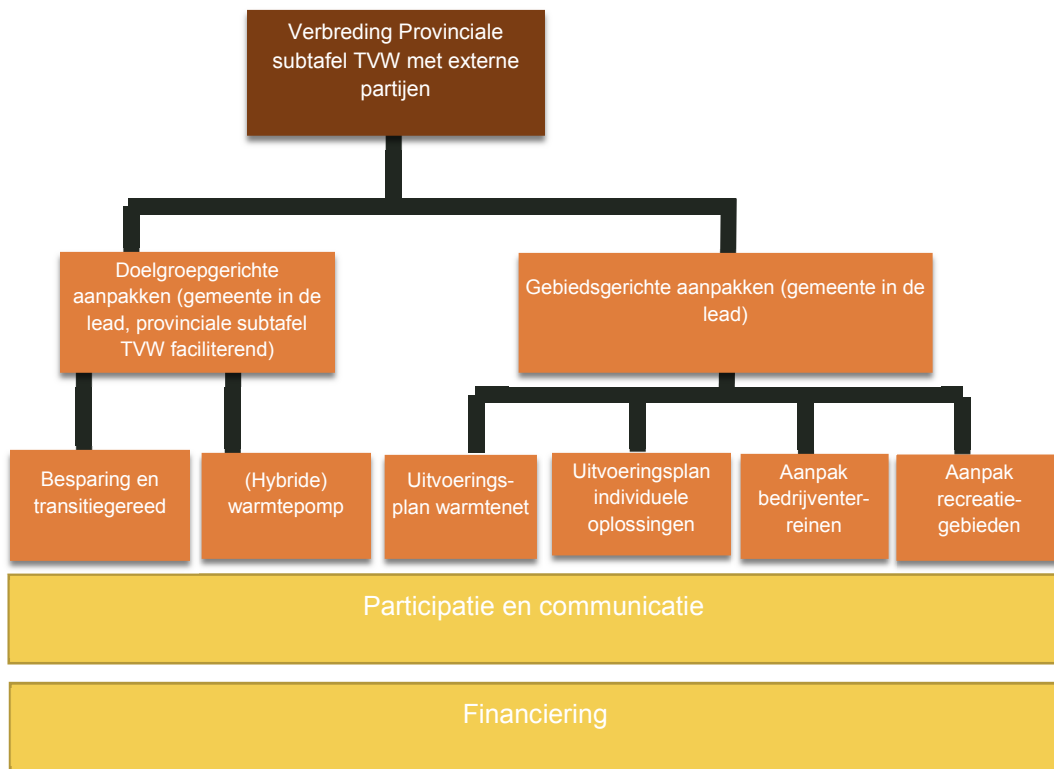 Verbreding Provinciale
subtafel TVW met externe
partijen
Doelgroepgerichte
aanpakken (gemeente in de
lead, provinciale subtafel
TVW faciliterend)
Gebiedsgerichte aanpakken (gemeente in de
lead)
Besparing en
transitiegereed
(Hybride)
warmtepomp
Uitvoerings-
plan warmtenet
Uitvoeringsplan
individuele
oplossingen
Aanpak
bedrijventer-
reinen
Aanpak
recreatie-
gebieden
Participatie en communicatie
Financiering